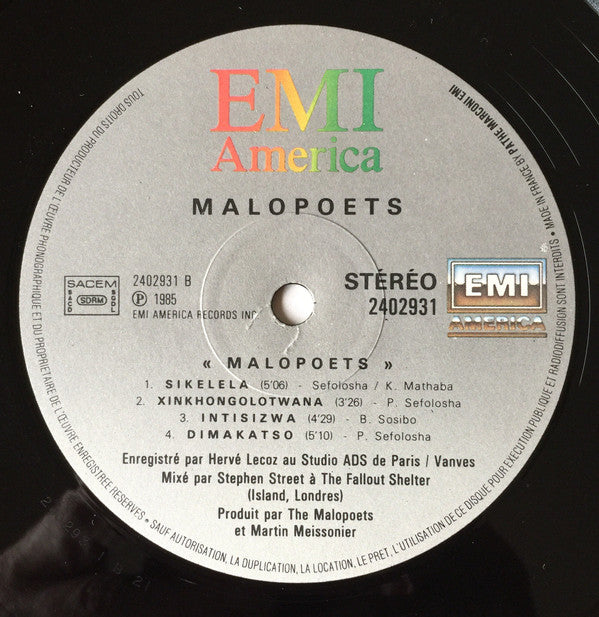 EMI
America
MALOPOETS
SACEM
SACD
SDRM
SGDL
2402931 B
Ⓟ 1985
EMI AMERICA RECORDS INC
STÉRÉO
2402931
EMI
AMERICA
« MALOPOETS »
1. SIKELELA (5'06) - Sefolosha / K. Mathaba
2. XINKHONGOLOTWANA (3'26) - P. Sefolosha
3. INTISIZWA (4'29) - B. Sosibo
4. DIMAKATSO (5'10) - P. Sefolosha
Enregistré par Hervé Lecoz au Studio ADS de Paris / Vanves
Mixé par Stephen Street à The Fallout Shelter
(Island, Londres)
Produit par The Malopoets
et Martin Meissonier
TOUS DROITS DU PRODUCTEUR DE L'ŒUVRE PHONOGRAPHIQUE ET DU PROPRIETAIRE DE L'ŒUVRE ENREGISTREE RESERVES • SAUF AUTORISATION, LA DUPLICATION, LA LOCATION, LE PRET, L'UTILISATION DE CE DISQUE POUR EXECUTION PUBLIQUE ET RADIODIFFUSION SONT INTERDITS • MADE IN FRANCE BY PATHE MARCONI EMI